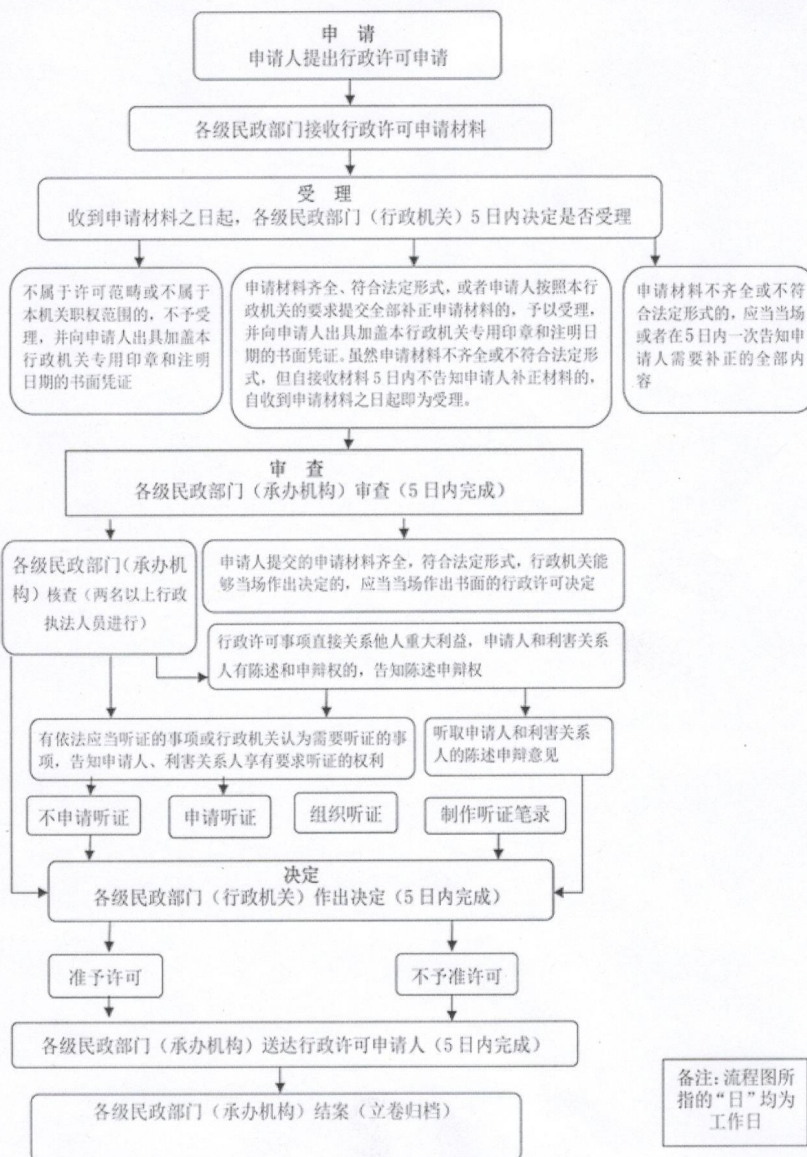 申 请
申请人提出行政许可申请
各级民政部门接收行政许可申请材料
受 理
收到申请材料之日起，各级民政部门（行政机关）5日内决定是否受理
不属于许可范畴或不属于
本机关职权范围的，不予受
理，并向申请人出具加盖本
行政机关专用印章和注明
日期的书面凭证
申请材料齐全、符合法定形式，或者申请人按照本行
政机关的要求提交全部补正申请材料的，予以受理，
并向申请人出具加盖本行政机关专用印章和注明日
期的书面凭证。虽然申请材料不齐全或不符合法定形
式，但自接收材料5日内不告知申请人补正材料的，
自收到申请材料之日起即为受理。
申请材料不齐全或不符
合法定形式的，应当当场
或者在5日内一次告知申
请人需要补正的全部内
容
审 查
各级民政部门（承办机构）审查（5日内完成）
各级民政部门（承办机
构）核查（两名以上行政
执法人员进行）
申请人提交的申请材料齐全，符合法定形式，行政机关能
够当场作出决定的，应当当场作出书面的行政许可决定
行政许可事项直接关系他人重大利益，申请人和利害关系
人有陈述和申辩权的，告知陈述申辩权
有依法应当听证的事项或行政机关认为需要听证的事
项，告知申请人、利害关系人享有要求听证的权利
听取申请人和利害关系
人的陈述申辩意见
不申请听证
申请听证
组织听证
制作听证笔录
决定
各级民政部门（行政机关）作出决定（5日内完成）
准予许可
不予准许可
各级民政部门（承办机构）送达行政许可申请人（5日内完成）
各级民政部门（承办机构）结案（立卷归档）
备注：流程图所
指的“日”均为
工作日